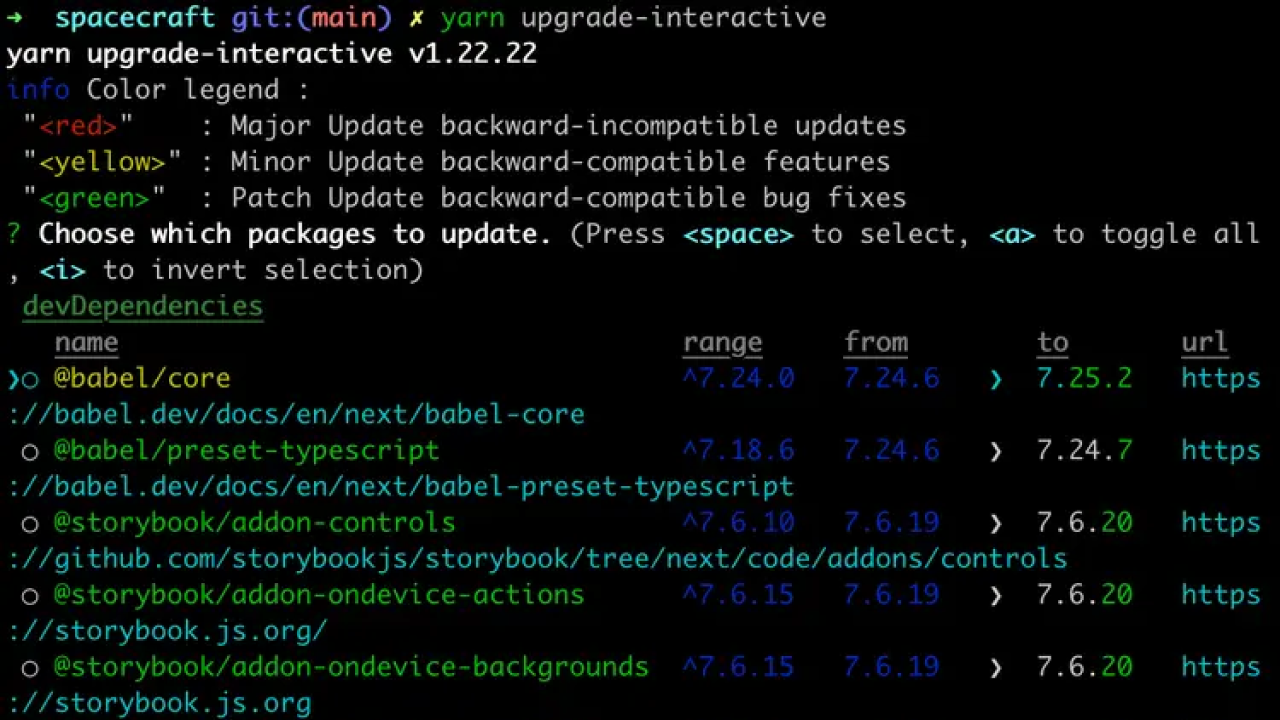 ➜ spacecraft git:(main) ✗ yarn upgrade-interactive
yarn upgrade-interactive v1.22.22
info Color legend :
"<red>" : Major Update backward-incompatible updates
"<yellow>" : Minor Update backward-compatible features
"<green>" : Patch Update backward-compatible bug fixes
? Choose which packages to update. (Press <space> to select, <a> to toggle all
, <i> to invert selection)
devDependencies
name range from to url
❯○ @babel/core ^7.24.0 7.24.6 ❯ 7.25.2 https
://babel.dev/docs/en/next/babel-core
○ @babel/preset-typescript ^7.18.6 7.24.6 ❯ 7.24.7 https
://babel.dev/docs/en/next/babel-preset-typescript
○ @storybook/addon-controls ^7.6.10 7.6.19 ❯ 7.6.20 https
://github.com/storybookjs/storybook/tree/next/code/addons/controls
○ @storybook/addon-ondevice-actions ^7.6.15 7.6.19 ❯ 7.6.20 https
://storybook.js.org/
○ @storybook/addon-ondevice-backgrounds ^7.6.15 7.6.19 ❯ 7.6.20 https
://storybook.js.org